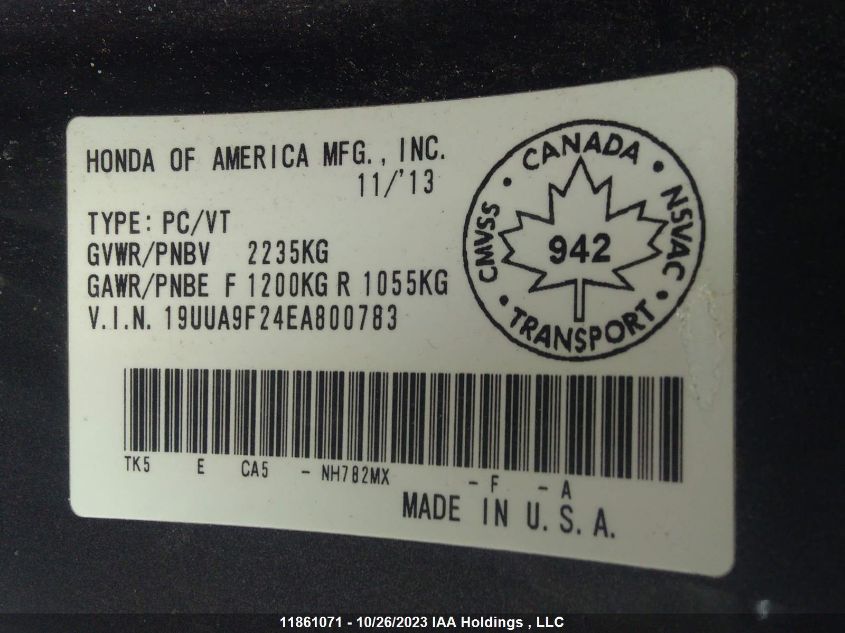 HONDA OF AMERICA MFG., INC.
11/'13
TYPE: PC/VT
GVWR/PNBV 2235KG
GAWR/PNBE F 1200KG R 1055KG
V.I.N. 19UUA9F24EA800783
CANADA • NSVAC • TRANSPORT • CMVSS •
942
TK5 E CA5 - NH782MX - F - A
MADE IN U.S.A.
11861071 - 10/26/2023 IAA Holdings , LLC